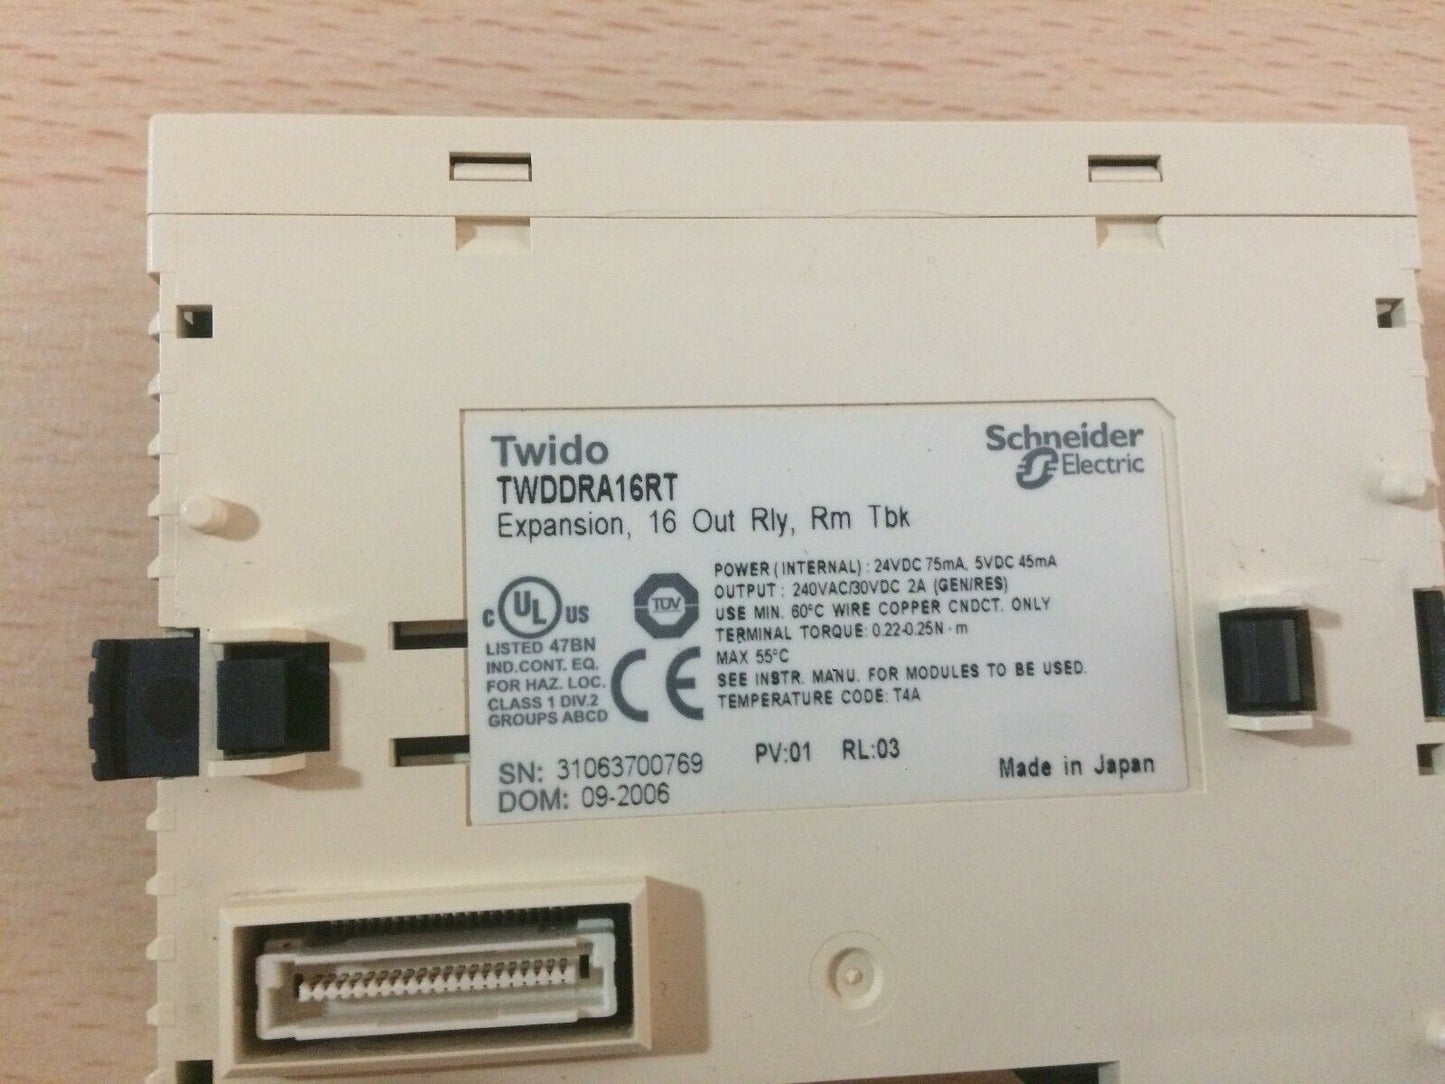 Twido
Schneider
Electric
TWDDRA16RT
Expansion, 16 Out Rly, Rm Tbk
POWER (INTERNAL) : 24VDC 75mA, 5VDC 45mA
OUTPUT : 240VAC/30VDC 2A (GEN/RES)
USE MIN. 60°C WIRE COPPER CNDCT. ONLY
TERMINAL TORQUE: 0.22-0.25N·m
MAX 55°C
SEE INSTR. MANU. FOR MODULES TO BE USED.
TEMPERATURE CODE: T4A
C UL US
LISTED 47BN
IND.CONT. EQ.
FOR HAZ. LOC.
CLASS 1 DIV.2
GROUPS ABCD
TUV
CE
SN: 31063700769
PV:01 RL:03
DOM: 09-2006
Made in Japan